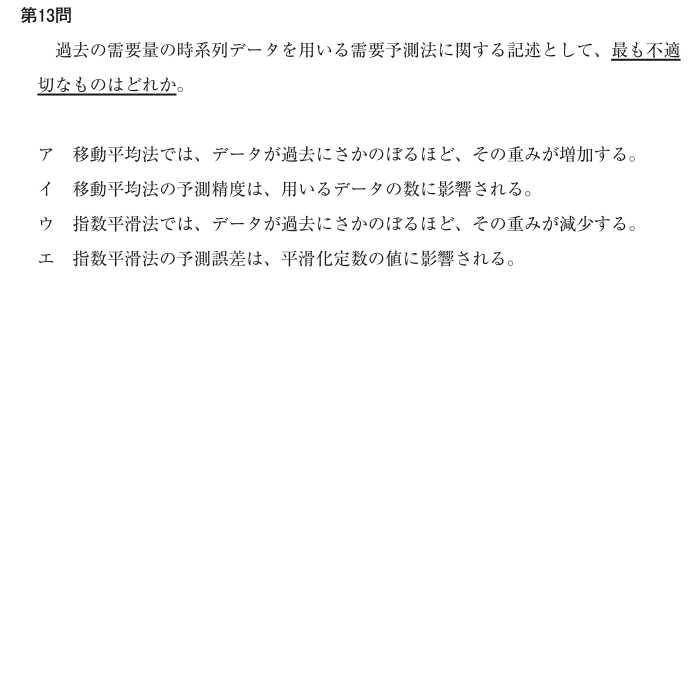 第13問
過去の需要量の時系列データを用いる需要予測法に関する記述として、最も不適
切なものはどれか。
ア　移動平均法では、データが過去にさかのぼるほど、その重みが増加する。
イ　移動平均法の予測精度は、用いるデータの数に影響される。
ウ　指数平滑法では、データが過去にさかのぼるほど、その重みが減少する。
エ　指数平滑法の予測誤差は、平滑化定数の値に影響される。